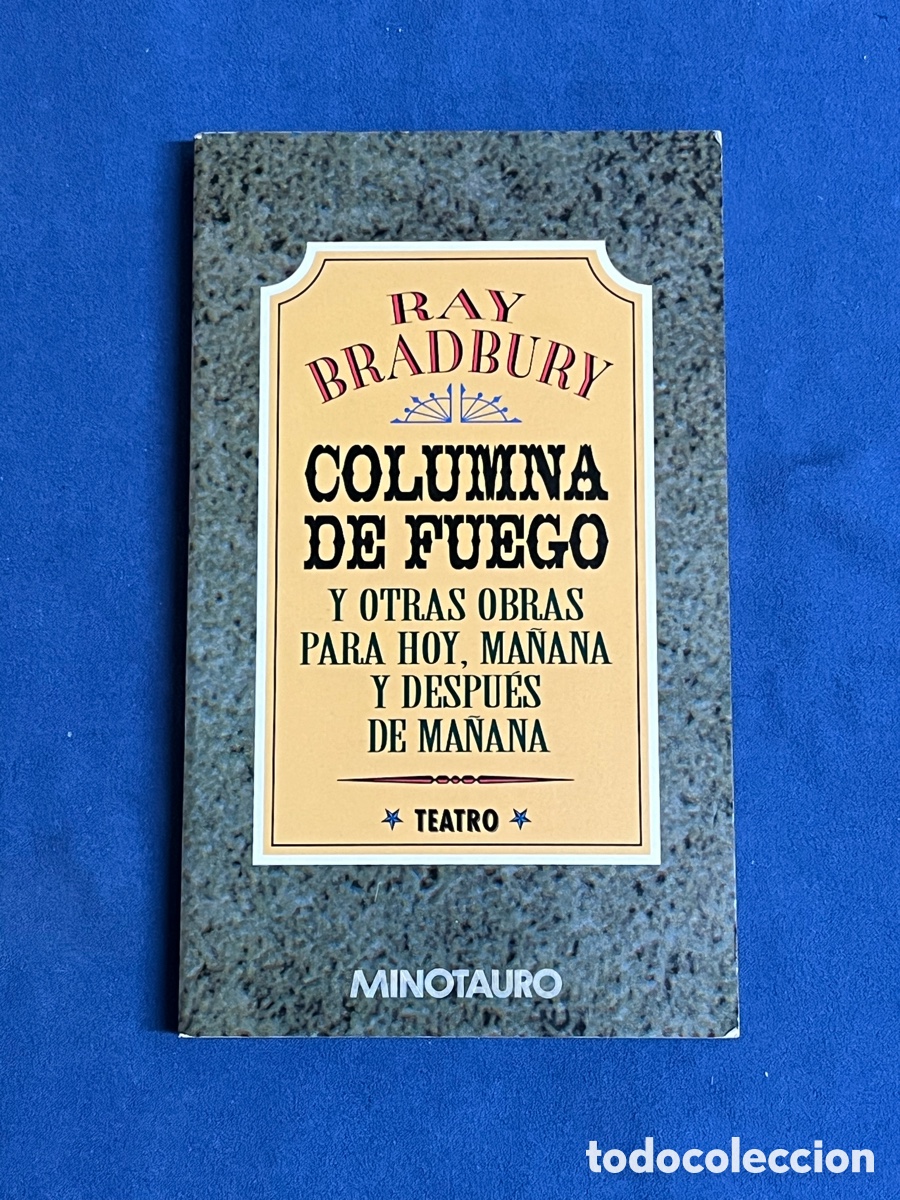 RAY
BRADBURY
COLUMNA
DE FUEGO
Y OTRAS OBRAS
PARA HOY, MAÑANA
Y DESPUÉS
DE MAÑANA
TEATRO
MINOTAURO
todocoleccion